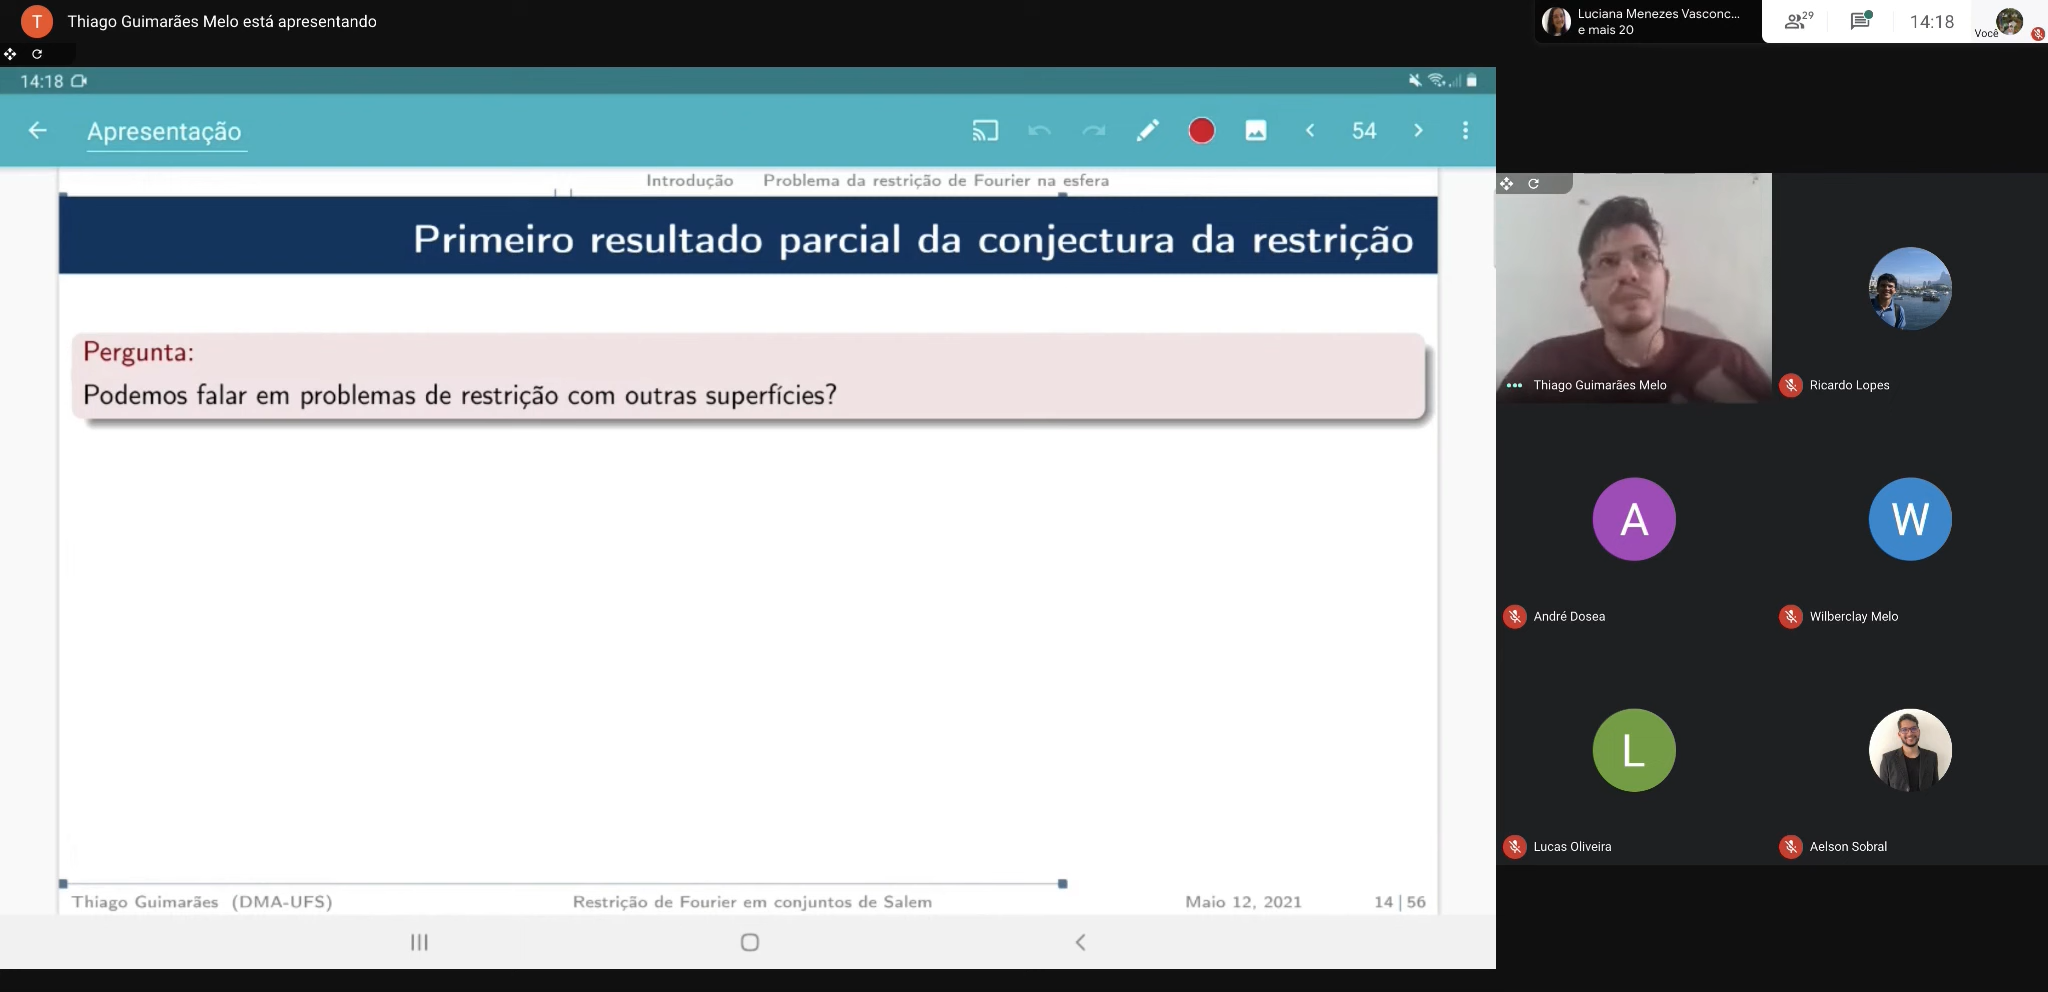 T
Thiago Guimarães Melo está apresentando
Luciana Menezes Vasconc...
e mais 20
29
14:18
Você
14:18
Apresentação
54
Introdução Problema da restrição de Fourier na esfera
Primeiro resultado parcial da conjectura da restrição
Pergunta:
Podemos falar em problemas de restrição com outras superfícies?
Thiago Guimarães (DMA-UFS) Restrição de Fourier em conjuntos de Salem Maio 12, 2021 14 | 56
Thiago Guimarães Melo
Ricardo Lopes
A
W
André Dosea
Wilberclay Melo
L
Lucas Oliveira
Aelson Sobral